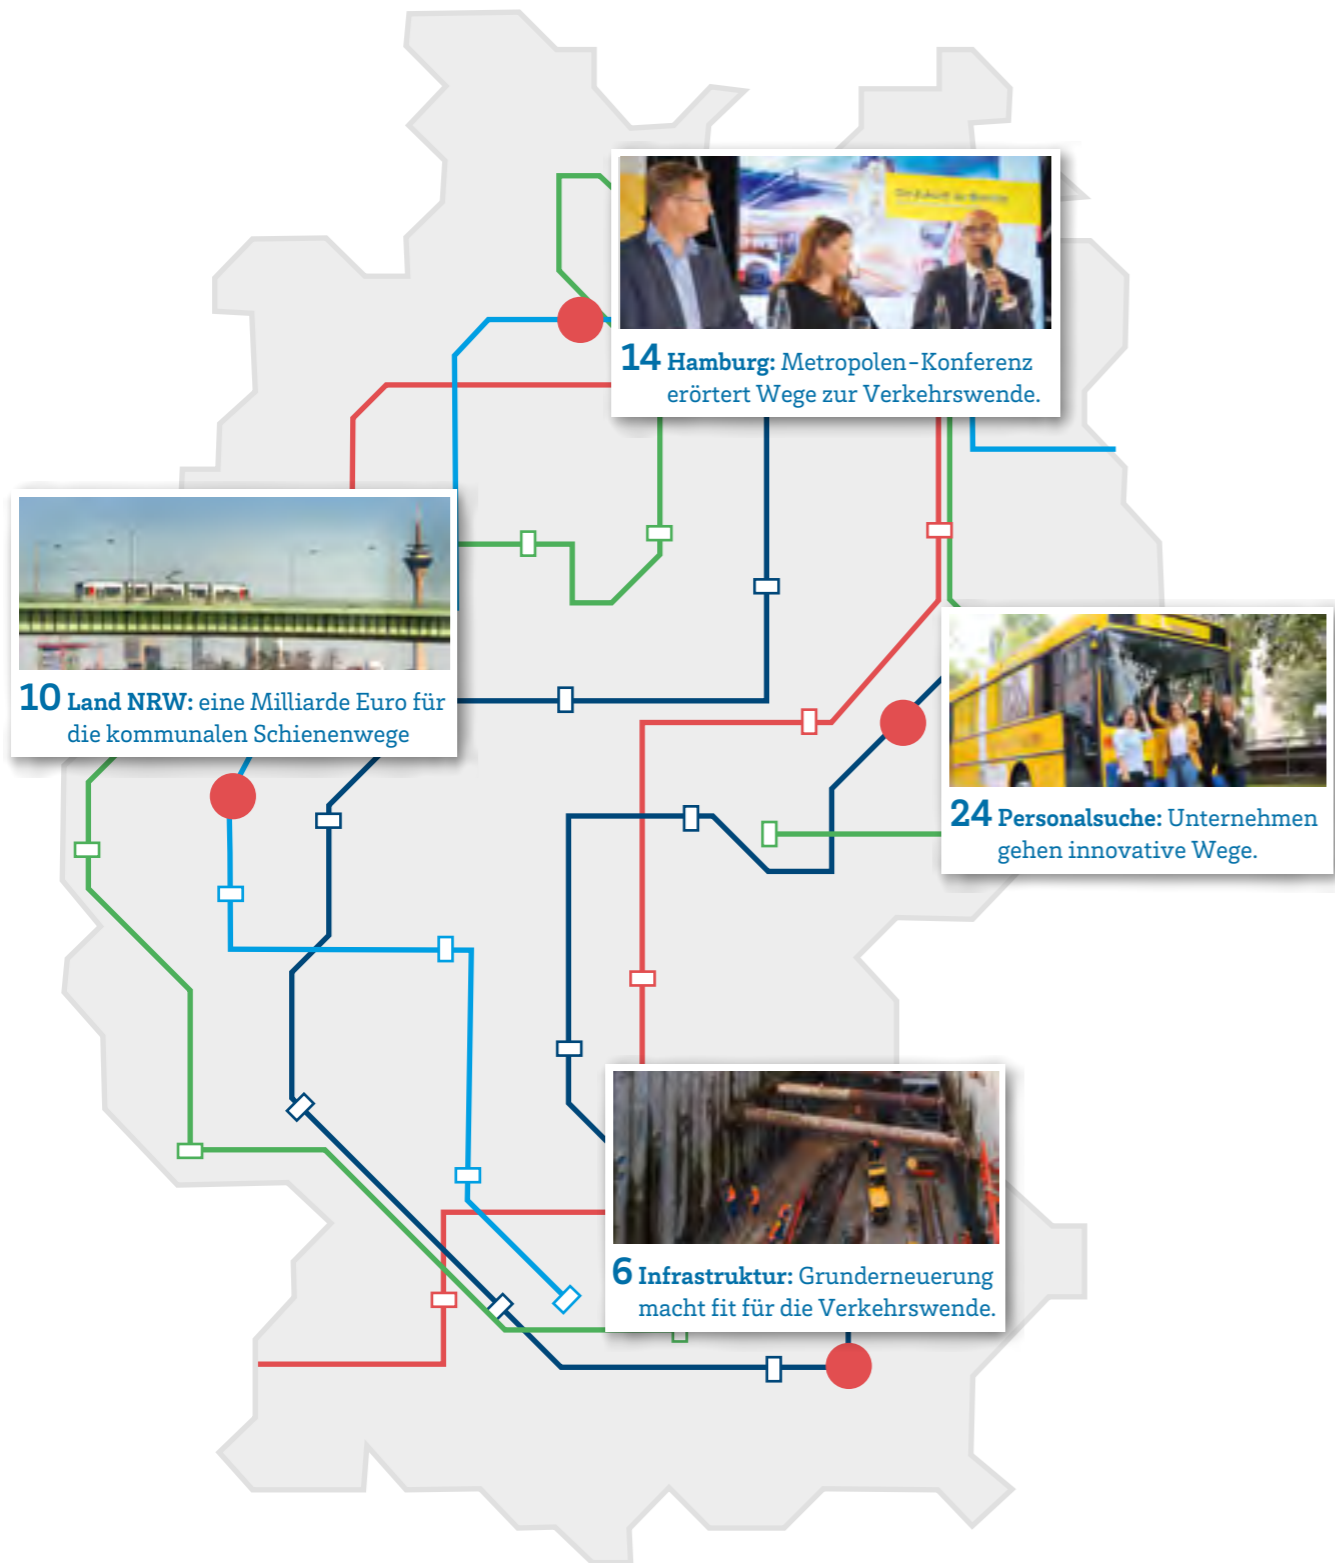 14 Hamburg: Metropolen-Konferenz
erörtert Wege zur Verkehrswende.
10 Land NRW: eine Milliarde Euro für
die kommunalen Schienenwege
24 Personalsuche: Unternehmen
gehen innovative Wege.
6 Infrastruktur: Grunderneuerung
macht fit für die Verkehrswende.